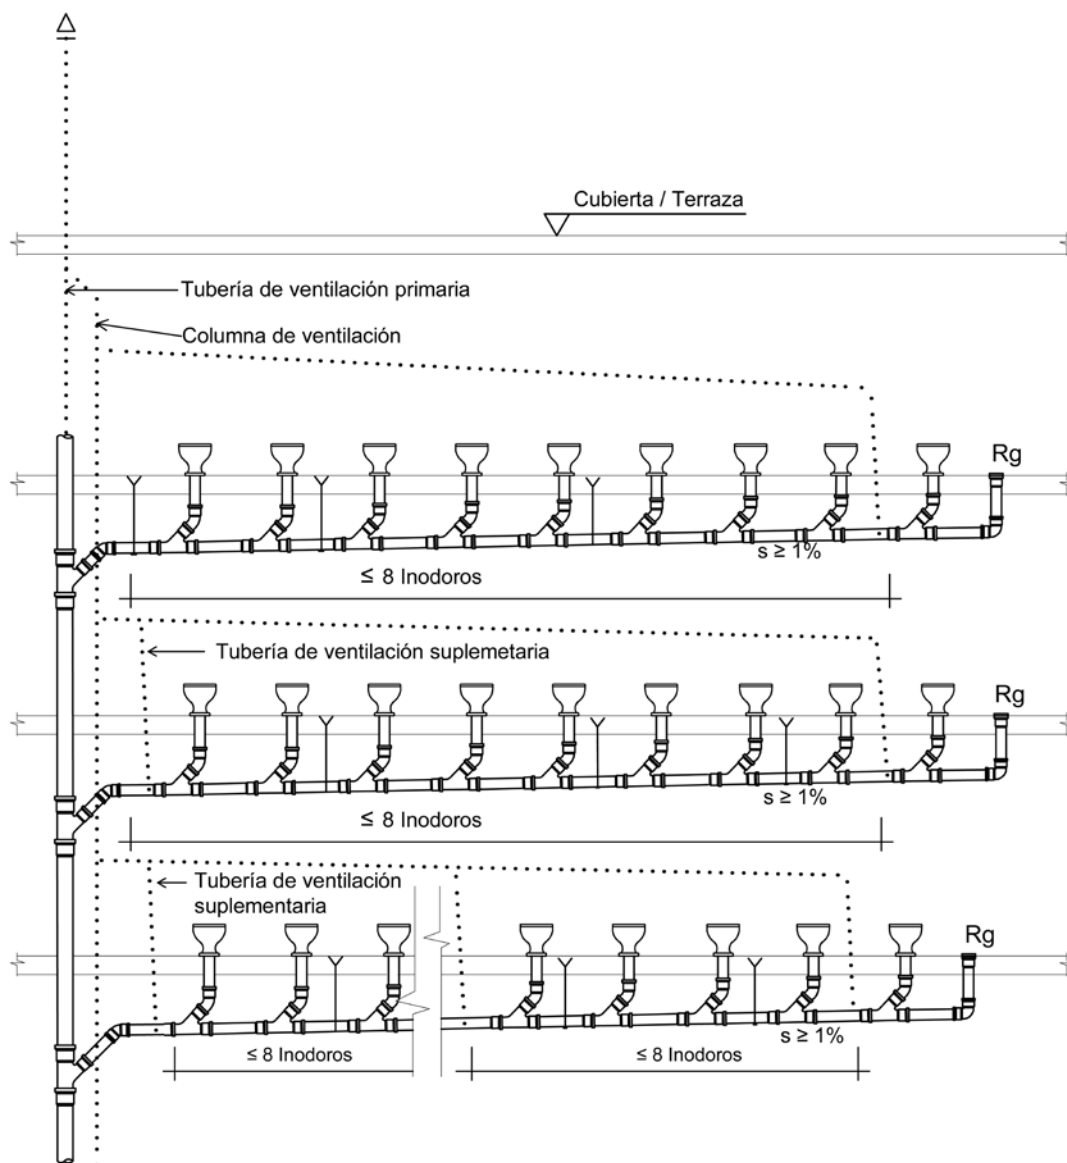 Cubierta / Terraza
Tubería de ventilación primaria
Columna de ventilación
Rg
s ≥ 1%
≤ 8 Inodoros
Tubería de ventilación suplemetaria
Rg
s ≥ 1%
≤ 8 Inodoros
Tubería de ventilación
suplementaria
Rg
s ≥ 1%
≤ 8 Inodoros
≤ 8 Inodoros